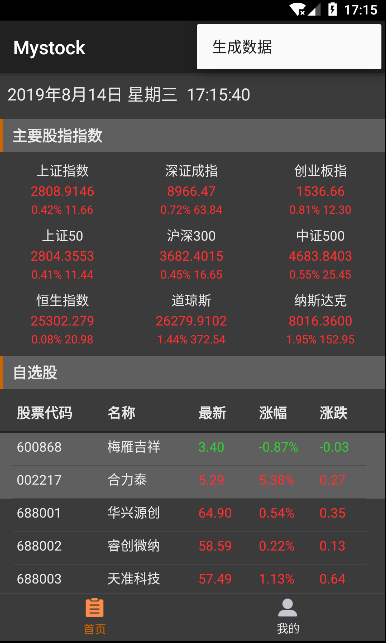 17:15
Mystock
生成数据
2019年8月14日 星期三 17:15:40
主要股指指数
上证指数 深证成指 创业板指
2808.9146 8966.47 1536.66
0.42% 11.66 0.72% 63.84 0.81% 12.30
上证50 沪深300 中证500
2804.3553 3682.4015 4683.8403
0.41% 11.44 0.45% 16.65 0.55% 25.45
恒生指数 道琼斯 纳斯达克
25302.279 26279.9102 8016.3600
0.08% 20.98 1.44% 372.54 1.95% 152.95
自选股
股票代码 名称 最新 涨幅 涨跌
600868 梅雁吉祥 3.40 -0.87% -0.03
002217 合力泰 5.29 5.38% 0.27
688001 华兴源创 64.90 0.54% 0.35
688002 睿创微纳 58.59 0.22% 0.13
688003 天准科技 57.49 1.13% 0.64
首页 我的